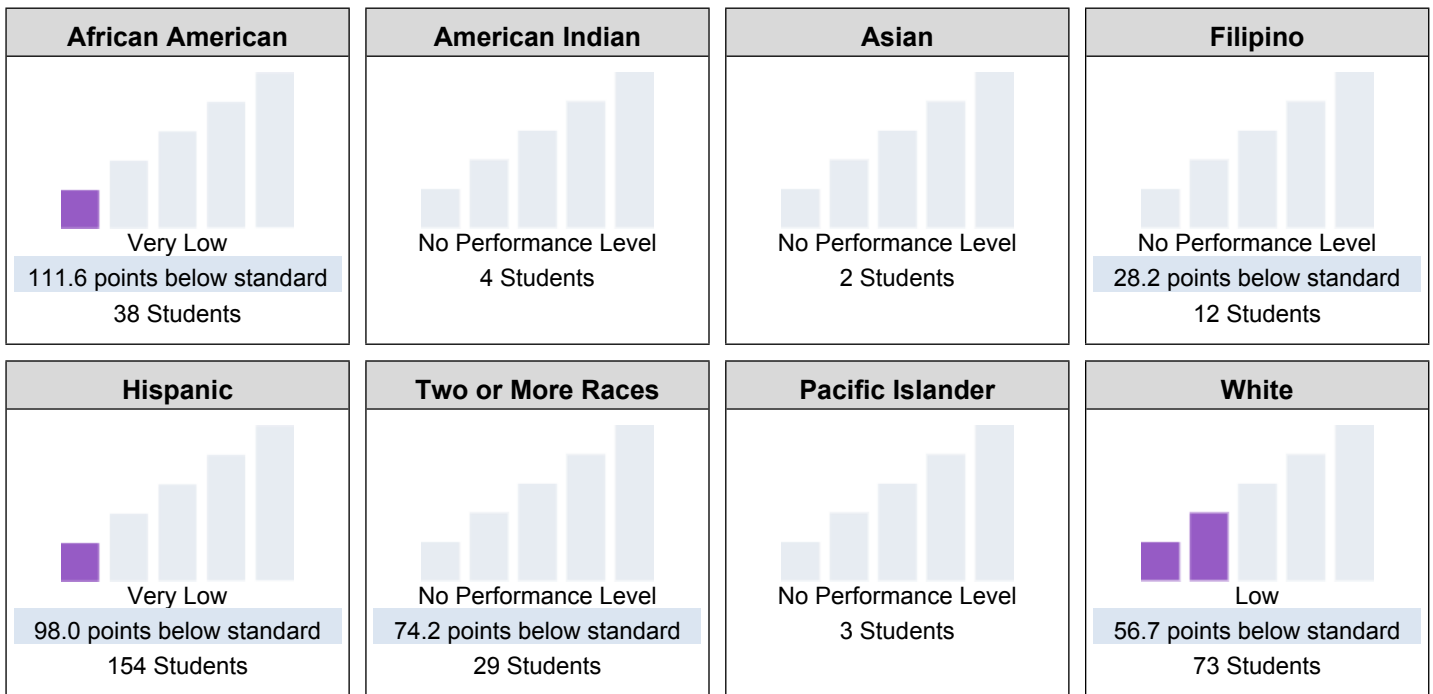 African American
Very Low
111.6 points below standard
38 Students
American Indian
No Performance Level
4 Students
Asian
No Performance Level
2 Students
Filipino
No Performance Level
28.2 points below standard
12 Students
Hispanic
Very Low
98.0 points below standard
154 Students
Two or More Races
No Performance Level
74.2 points below standard
29 Students
Pacific Islander
No Performance Level
3 Students
White
Low
56.7 points below standard
73 Students